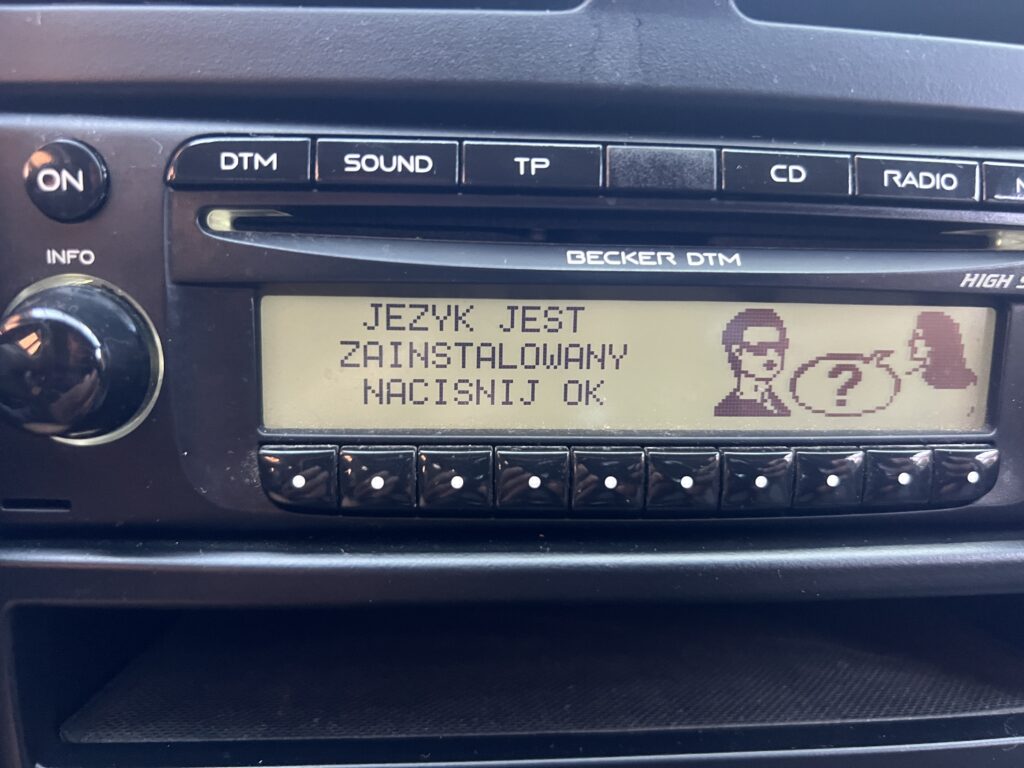 ON
DTM
SOUND
TP
CD
RADIO
INFO
BECKER DTM
HIGH
JEZYK JEST
ZAINSTALOWANY
NACISNIJ OK
?